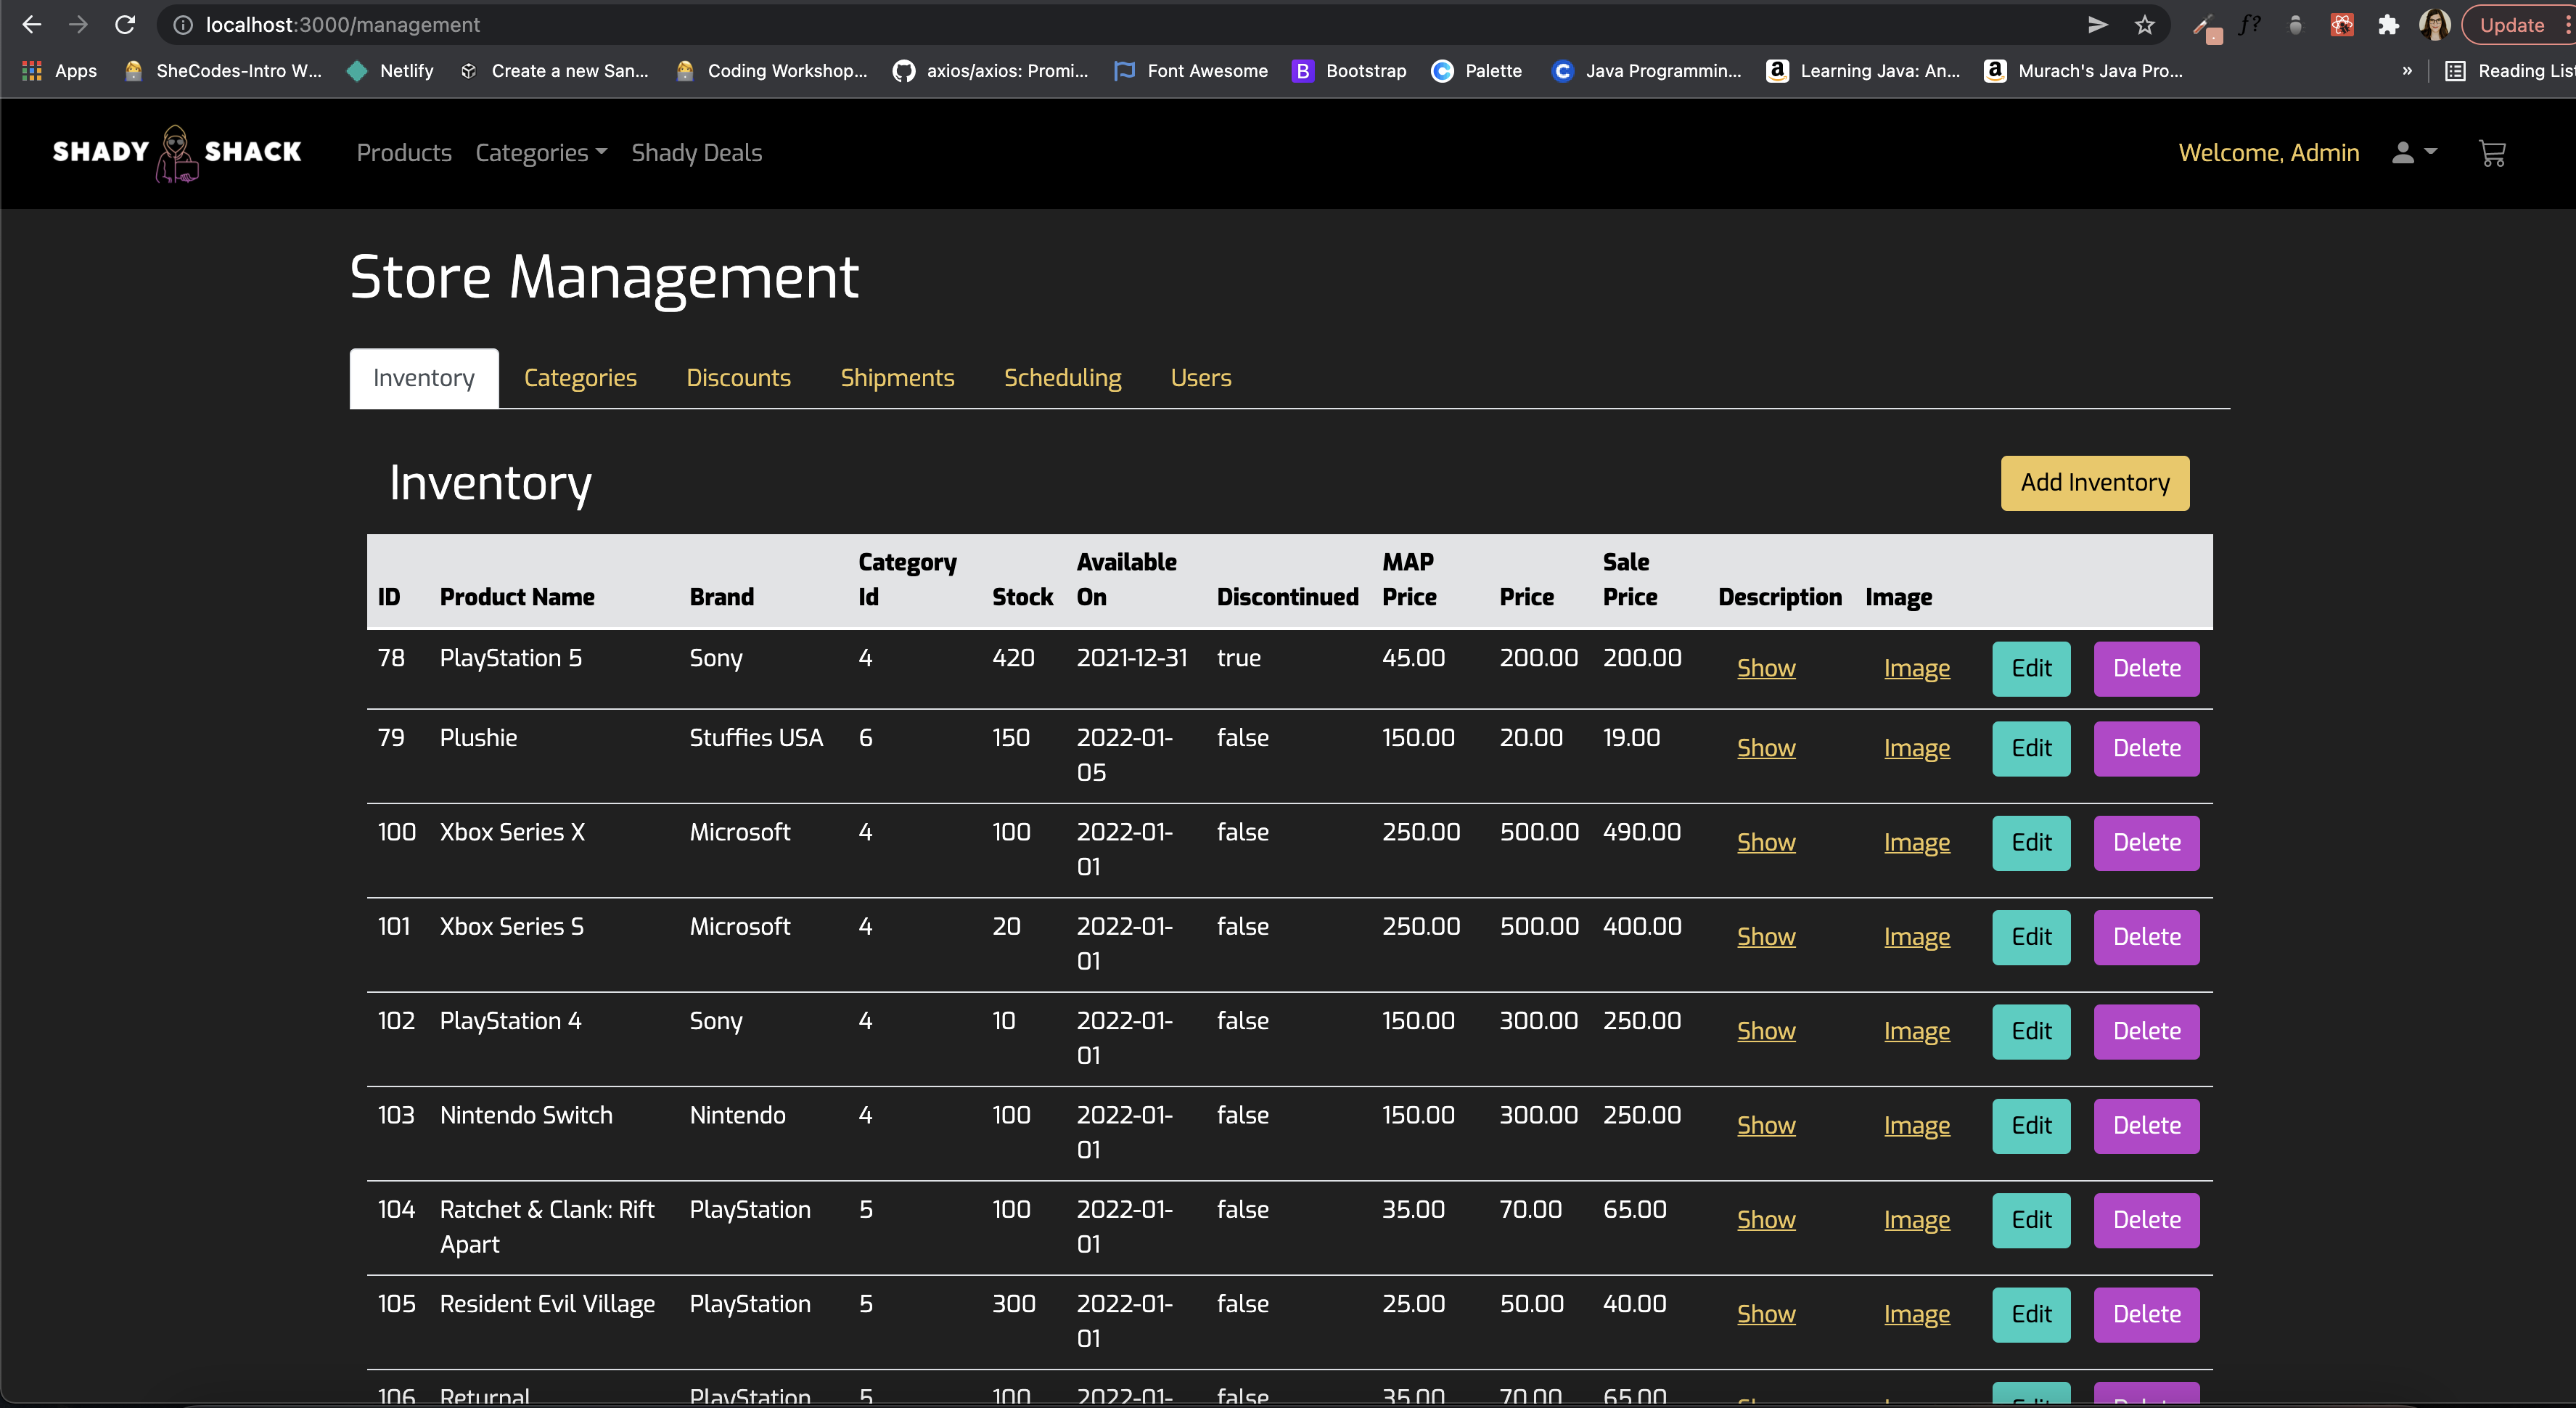 localhost:3000/management
Update
Apps SheCodes-Intro W... Netlify Create a new San... Coding Workshop... axios/axios: Promi... Font Awesome B Bootstrap Palette Java Programmin... Learning Java: An... Murach's Java Pro... » Reading List
SHADY SHACK Products Categories Shady Deals Welcome, Admin
Store Management
Inventory Categories Discounts Shipments Scheduling Users
Inventory Add Inventory
ID Product Name Brand Category Id Stock Available On Discontinued MAP Price Price Sale Price Description Image
78 PlayStation 5 Sony 4 420 2021-12-31 true 45.00 200.00 200.00 Show Image Edit Delete
79 Plushie Stuffies USA 6 150 2022-01-05 false 150.00 20.00 19.00 Show Image Edit Delete
100 Xbox Series X Microsoft 4 100 2022-01-01 false 250.00 500.00 490.00 Show Image Edit Delete
101 Xbox Series S Microsoft 4 20 2022-01-01 false 250.00 500.00 400.00 Show Image Edit Delete
102 PlayStation 4 Sony 4 10 2022-01-01 false 150.00 300.00 250.00 Show Image Edit Delete
103 Nintendo Switch Nintendo 4 100 2022-01-01 false 150.00 300.00 250.00 Show Image Edit Delete
104 Ratchet & Clank: Rift Apart PlayStation 5 100 2022-01-01 false 35.00 70.00 65.00 Show Image Edit Delete
105 Resident Evil Village PlayStation 5 300 2022-01-01 false 25.00 50.00 40.00 Show Image Edit Delete
106 Returnal PlayStation 5 100 2022-01- false 35.00 70.00 65.00